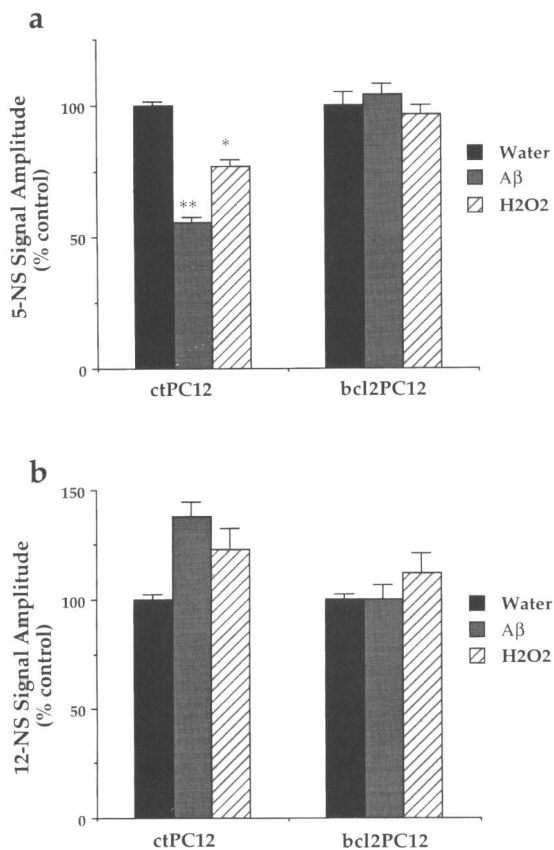 a
5-NS Signal Amplitude
(% control)
100
50
0
**
*
ctPC12
bcl2PC12
Water
Aβ
H2O2
b
12-NS Signal Amplitude
(% control)
150
100
50
0
ctPC12
bcl2PC12
Water
Aβ
H2O2